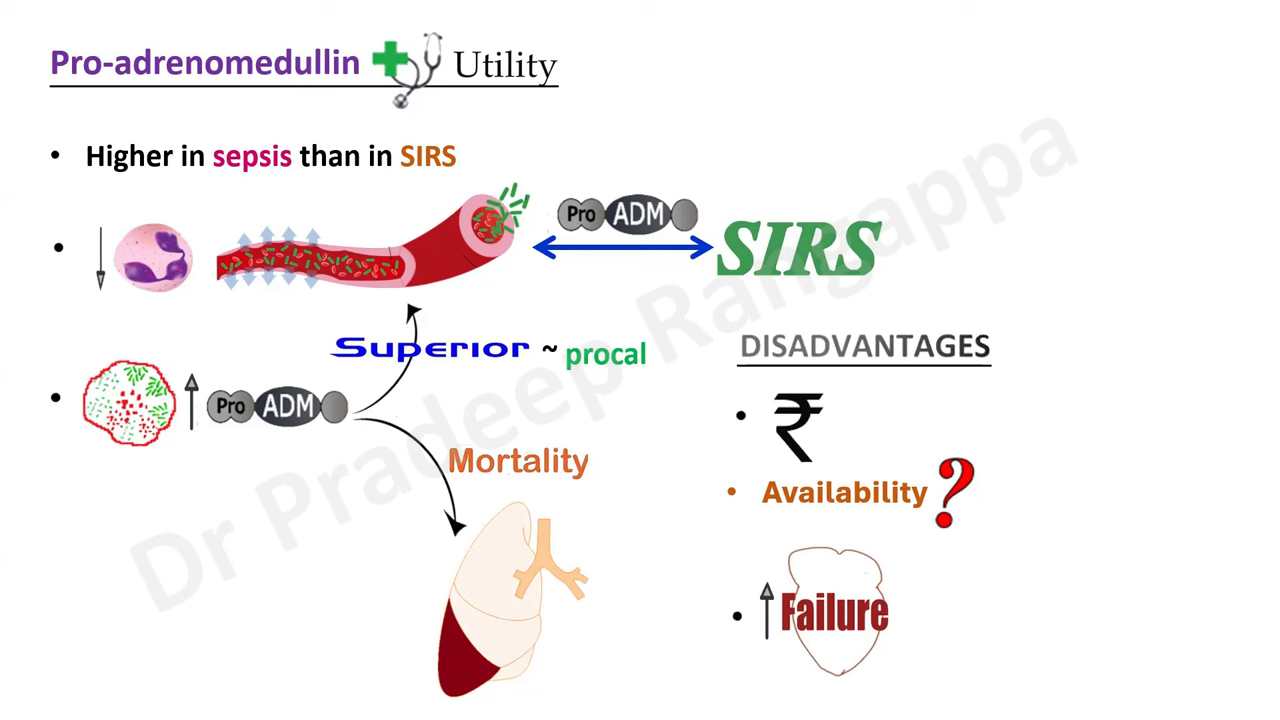 Pro-adrenomedullin Utility
• Higher in sepsis than in SIRS
Pro ADM
SIRS
Superior ~ procal
Pro ADM
Mortality
DISADVANTAGES
• ₹
• Availability ?
• Failure
Dr Pradeep Rangappa